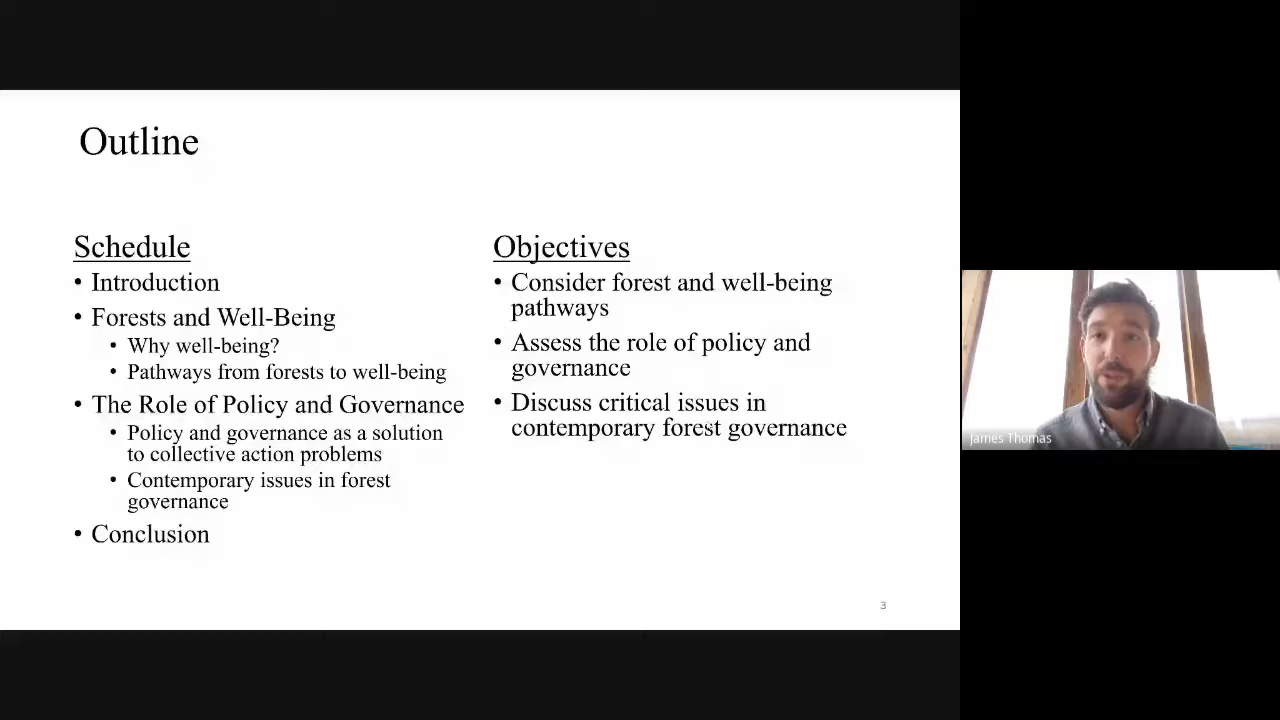 Outline
Schedule
• Introduction
• Forests and Well-Being
• Why well-being?
• Pathways from forests to well-being
• The Role of Policy and Governance
• Policy and governance as a solution
to collective action problems
• Contemporary issues in forest
governance
• Conclusion
Objectives
• Consider forest and well-being
pathways
• Assess the role of policy and
governance
• Discuss critical issues in
contemporary forest governance
3
James Thomas